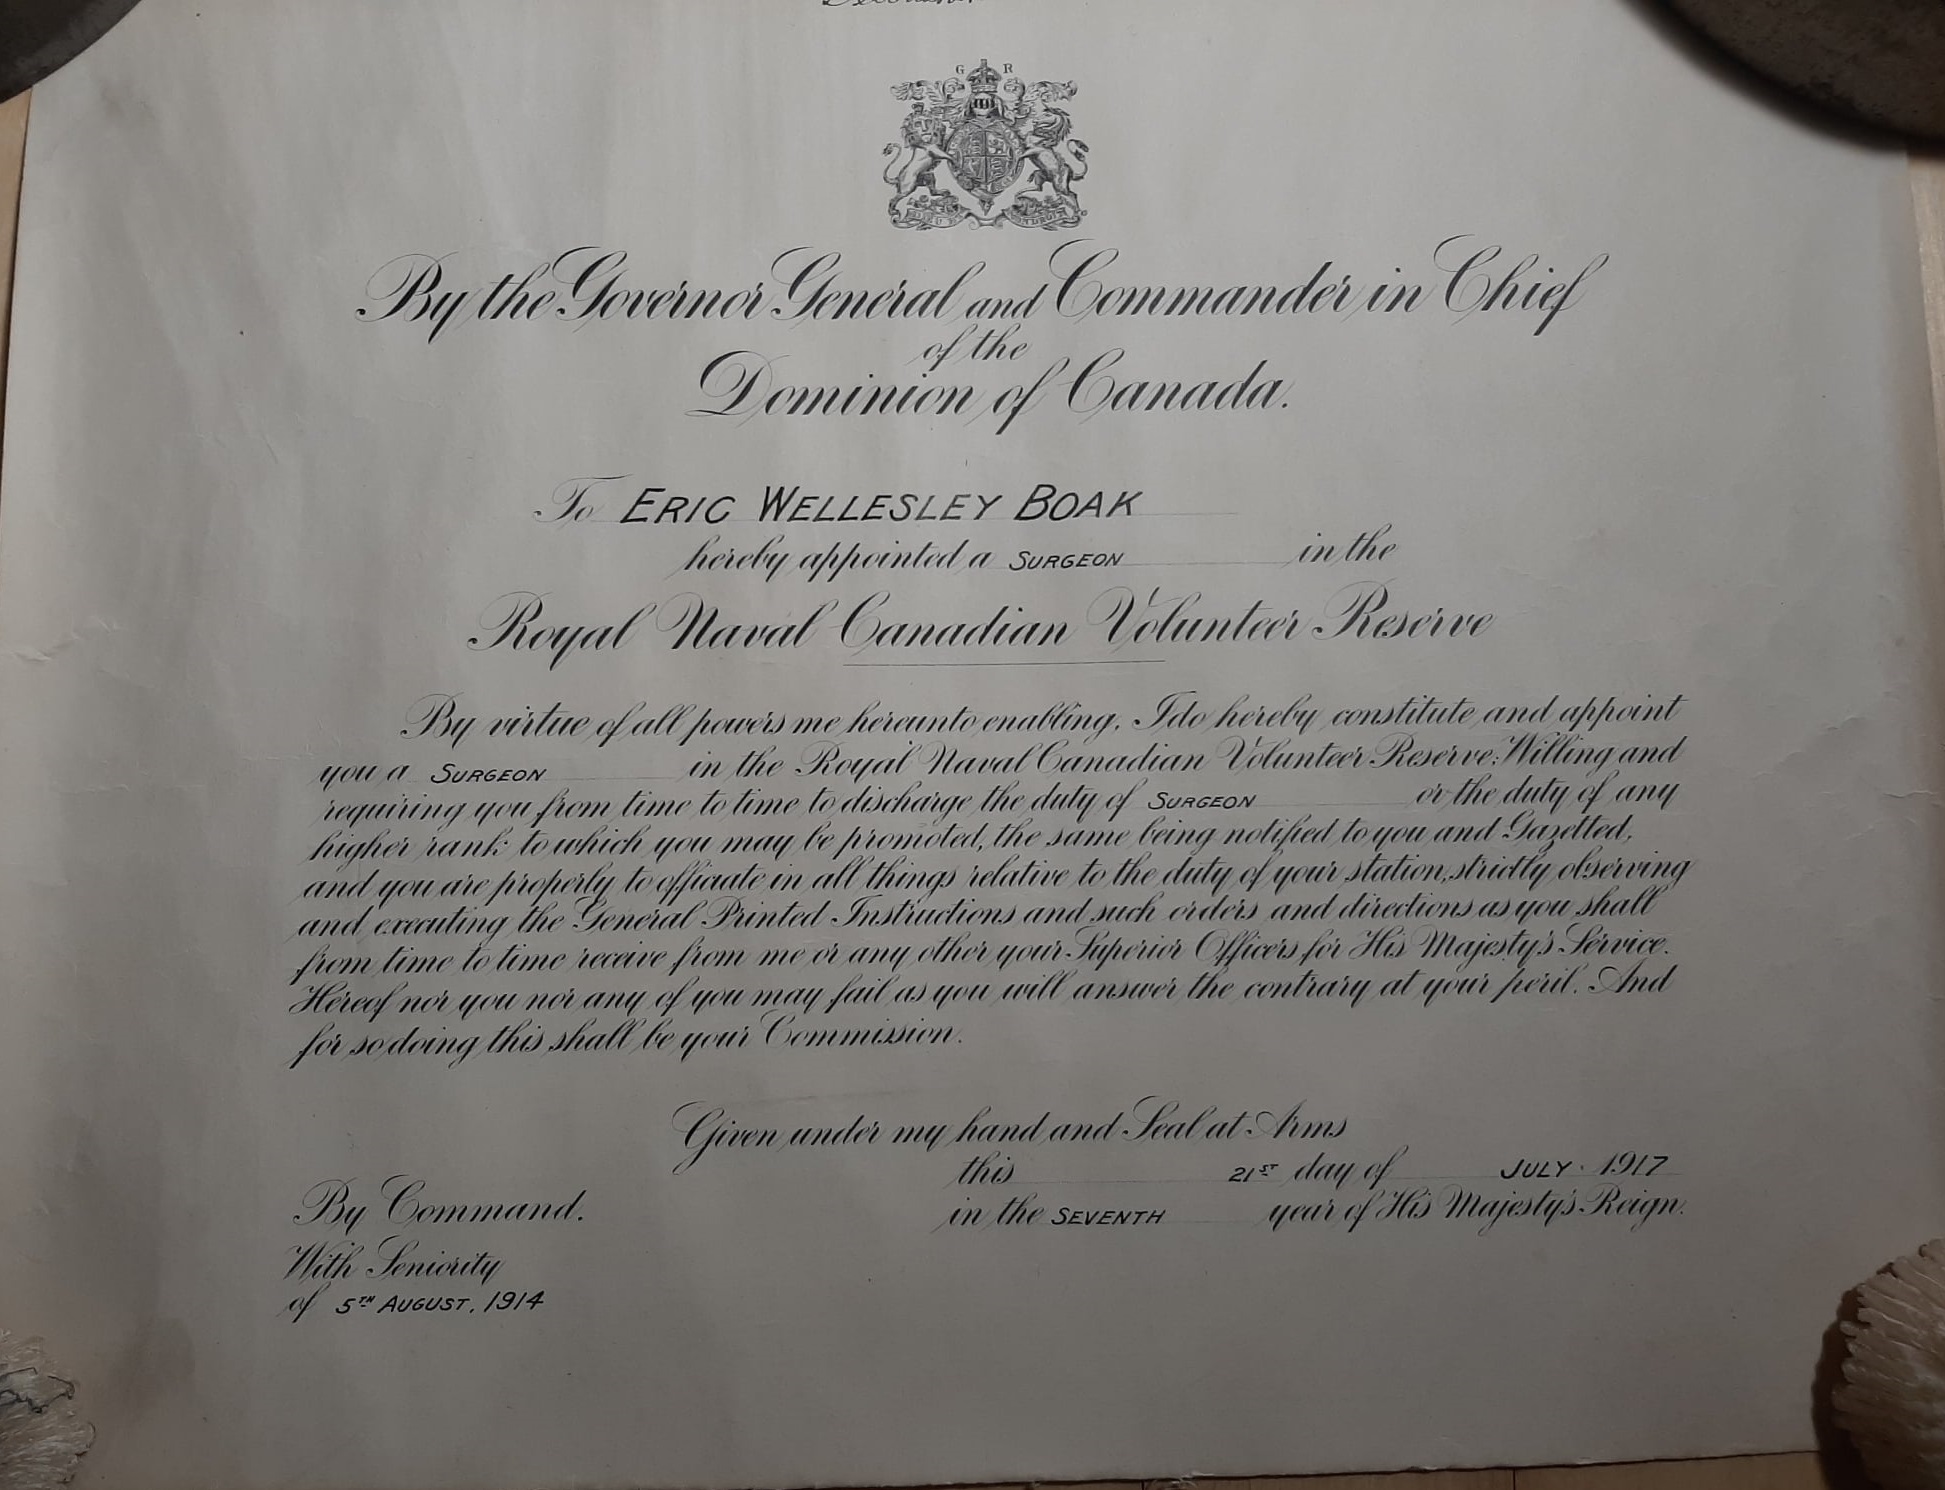 G R
By the Governor General and Commander in Chief
of the
Dominion of Canada.
To ERIC WELLESLEY BOAK
hereby appointed a SURGEON in the
Royal Naval Canadian Volunteer Reserve
By virtue of all powers me hereunto enabling, I do hereby constitute and appoint
you a SURGEON in the Royal Naval Canadian Volunteer Reserve: Willing and
requiring you from time to time to discharge the duty of SURGEON or the duty of any
higher rank to which you may be promoted, the same being notified to you and Gazetted,
and you are properly to officiate in all things relative to the duty of your station, strictly observing
and executing the General Printed Instructions and such orders and directions as you shall
from time to time receive from me or any other your Superior Officers for His Majesty's Service.
Hereof nor you nor any of you may fail as you will answer the contrary at your peril. And
for so doing this shall be your Commission.
Given under my hand and Seal at Arms
this 21ST day of JULY 1917
By Command. in the SEVENTH year of His Majesty's Reign.
With Seniority
of 5TH AUGUST, 1914